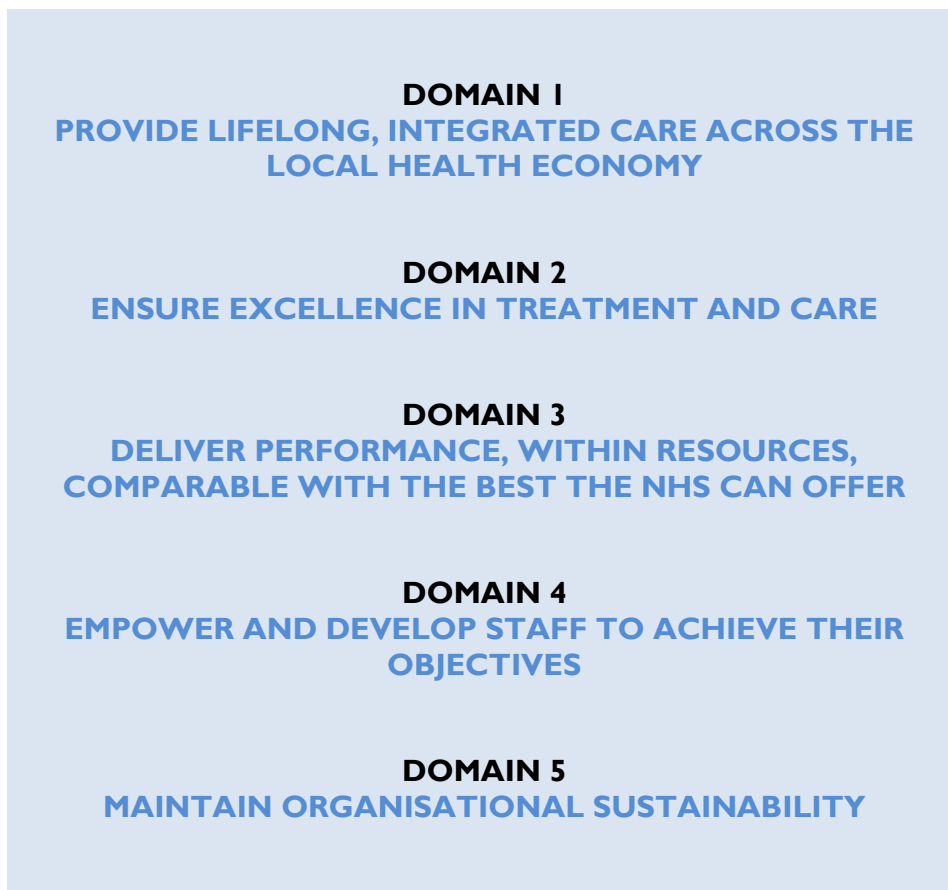 DOMAIN 1
PROVIDE LIFELONG, INTEGRATED CARE ACROSS THE
LOCAL HEALTH ECONOMY
DOMAIN 2
ENSURE EXCELLENCE IN TREATMENT AND CARE
DOMAIN 3
DELIVER PERFORMANCE, WITHIN RESOURCES,
COMPARABLE WITH THE BEST THE NHS CAN OFFER
DOMAIN 4
EMPOWER AND DEVELOP STAFF TO ACHIEVE THEIR
OBJECTIVES
DOMAIN 5
MAINTAIN ORGANISATIONAL SUSTAINABILITY